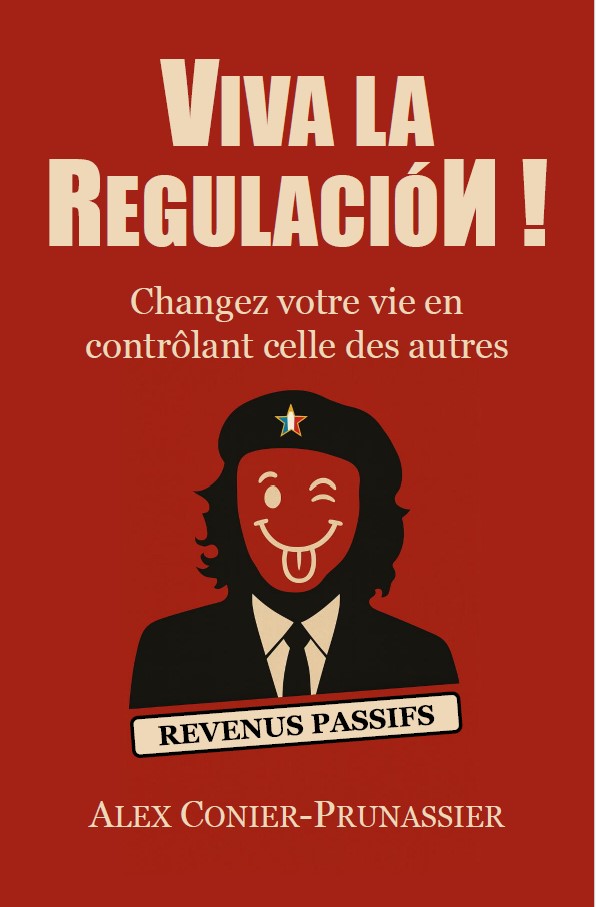 VIVA LA
REGULACIÓN !
Changez votre vie en
contrôlant celle des autres
REVENUS PASSIFS
ALEX CONIER-PRUNASSIER